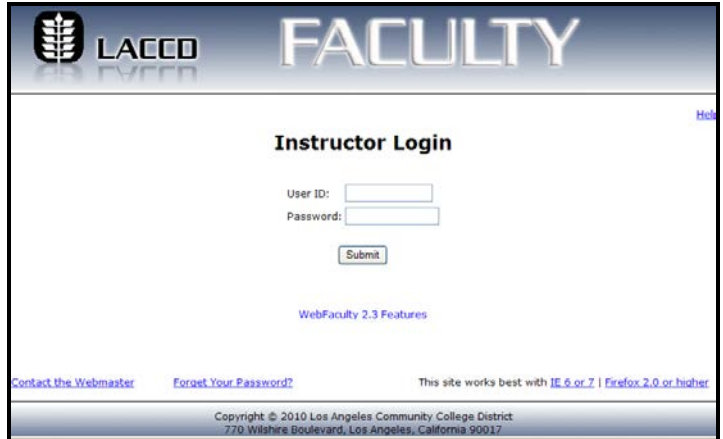 LACCD FACULTY
Help
Instructor Login
User ID:
Password:
Submit
WebFaculty 2.3 Features
Contact the Webmaster Forget Your Password? This site works best with IE 6 or 7 | Firefox 2.0 or higher
Copyright © 2010 Los Angeles Community College District
770 Wilshire Boulevard, Los Angeles, California 90017